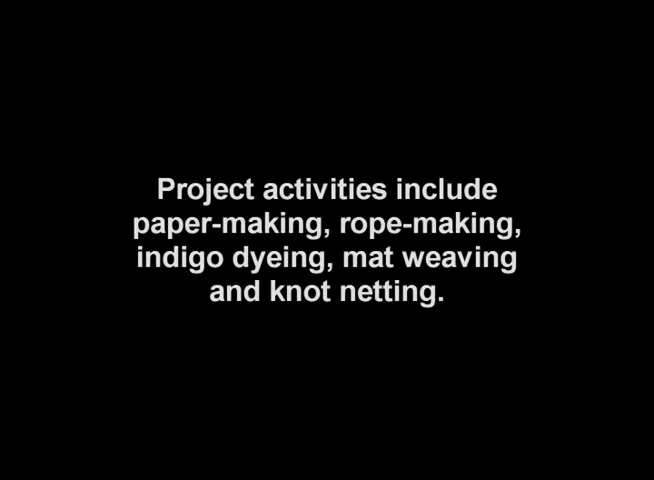 Project activities include
paper-making, rope-making,
indigo dyeing, mat weaving
and knot netting.